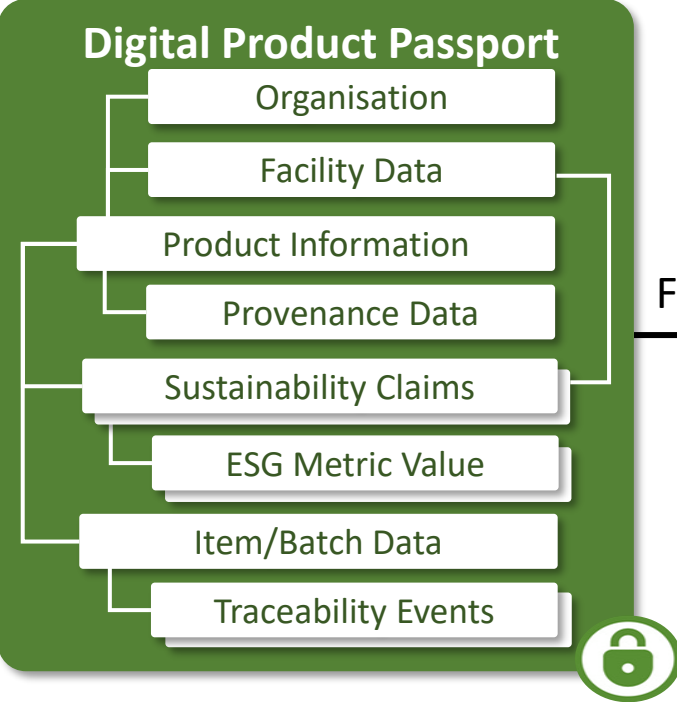 Digital Product Passport
Organisation
Facility Data
Product Information
Provenance Data
F
Sustainability Claims
ESG Metric Value
Item/Batch Data
Traceability Events